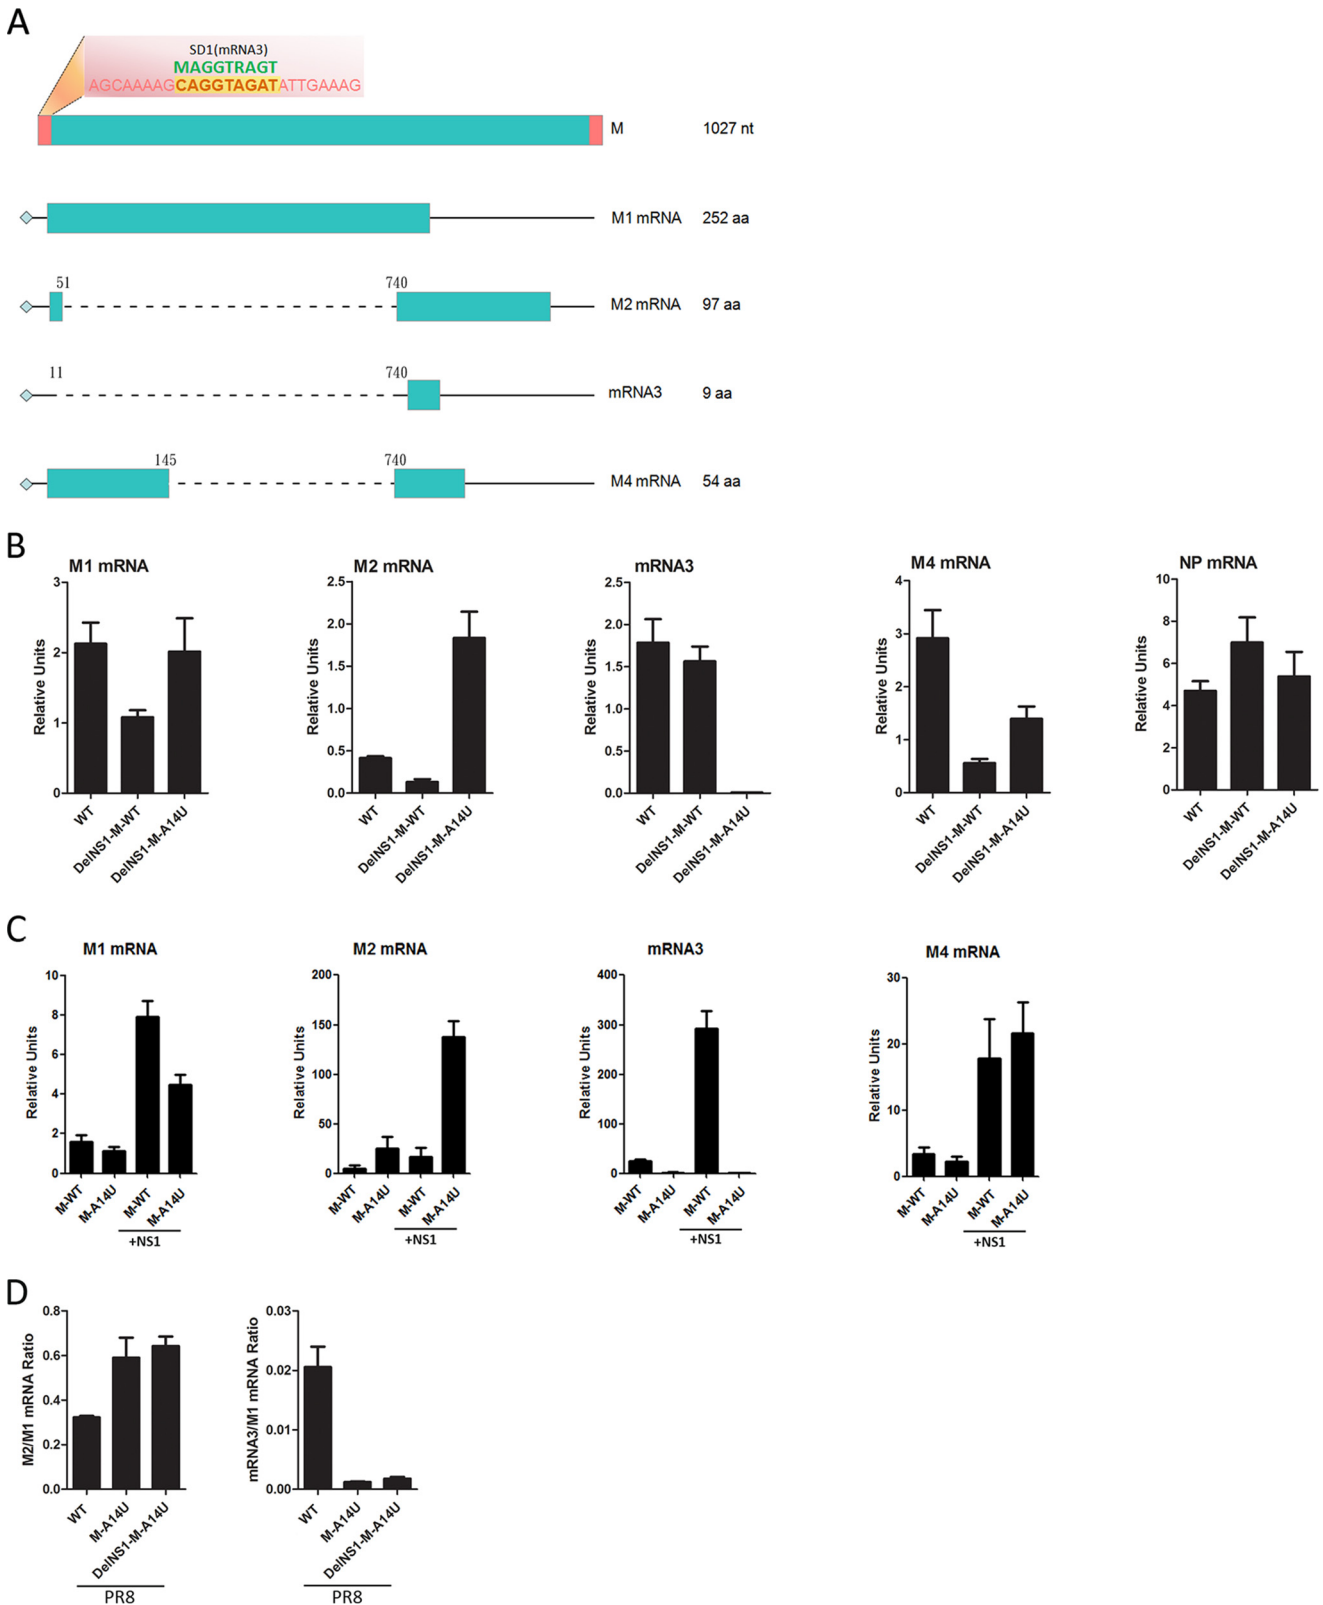 A
SD1(mRNA3)
MAGGTRAGT
AGCAAAAGCAGGTAGATATTGAAAG
M 1027 nt
M1 mRNA 252 aa
51 740
M2 mRNA 97 aa
11 740
mRNA3 9 aa
145 740
M4 mRNA 54 aa
B
M1 mRNA
Relative Units
3
2
1
0
WT
DelNS1-M-WT
DelNS1-M-A14U
M2 mRNA
Relative Units
2.5
2.0
1.5
1.0
0.5
0.0
WT
DelNS1-M-WT
DelNS1-M-A14U
mRNA3
Relative Units
2.5
2.0
1.5
1.0
0.5
0.0
WT
DelNS1-M-WT
DelNS1-M-A14U
M4 mRNA
Relative Units
4
3
2
1
0
WT
DelNS1-M-WT
DelNS1-M-A14U
NP mRNA
Relative Units
10
8
6
4
2
0
WT
DelNS1-M-WT
DelNS1-M-A14U
C
M1 mRNA
Relative Units
10
8
6
4
2
0
M-WT
M-A14U
M-WT
M-A14U
+NS1
M2 mRNA
Relative Units
200
150
100
50
0
M-WT
M-A14U
M-WT
M-A14U
+NS1
mRNA3
Relative Units
400
300
200
100
0
M-WT
M-A14U
M-WT
M-A14U
+NS1
M4 mRNA
Relative Units
30
20
10
0
M-WT
M-A14U
M-WT
M-A14U
+NS1
D
M2/M1 mRNA Ratio
0.8
0.6
0.4
0.2
0.0
WT
M-A14U
DelNS1-M-A14U
PR8
mRNA3/M1 mRNA Ratio
0.03
0.02
0.01
0.00
WT
M-A14U
DelNS1-M-A14U
PR8